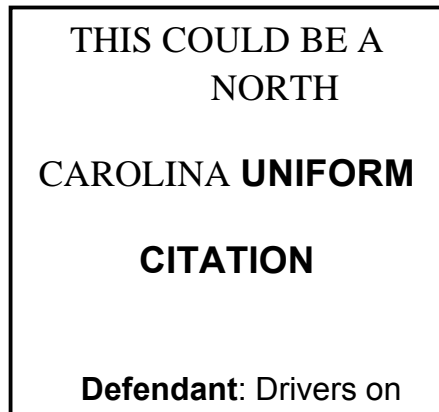 THIS COULD BE A
NORTH
CAROLINA UNIFORM
CITATION
Defendant: Drivers on